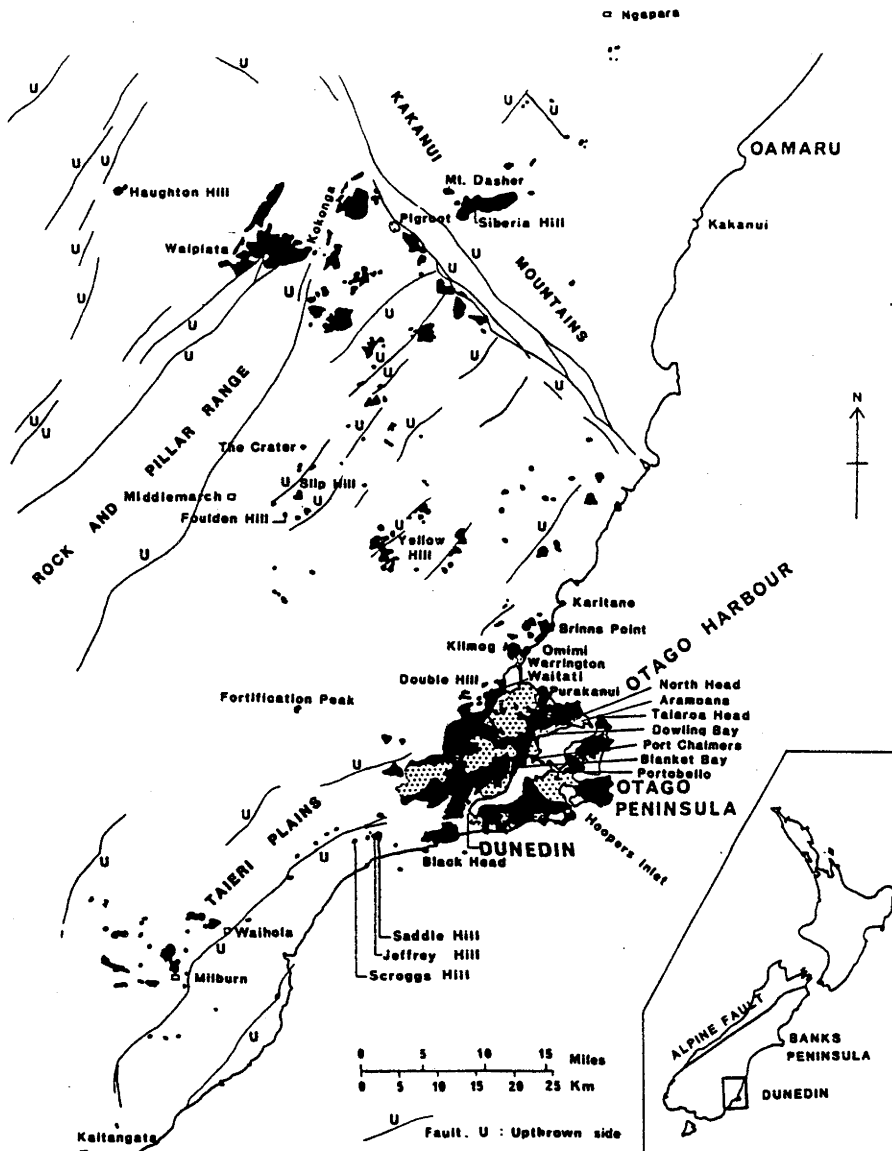 Ngapara
U
U
U
U
KAKANUI
OAMARU
U
U
Mt. Dasher
Haughton Hill
Kokonga
Pigroot
Siberia Hill
Kakanui
U
Waipiata
U
U
MOUNTAINS
U
U
U
U
U
U
U
U
U
U
U
U
ROCK AND PILLAR RANGE
N
The Crater
U
Slip Hill
Middlemarch
U
Foulden Hill
U
U
Yellow
Hill
U
Karitane
Brinns Point
OTAGO HARBOUR
Kilmog
Omimi
Warrington
Waitati
Double Hill
Purakanui
North Head
Aramoana
Fortification Peak
Taiaroa Head
Dowling Bay
Port Chalmers
Blanket Bay
Portobello
U
OTAGO
PENINSULA
U
TAIERI PLAINS
U
Black Head
DUNEDIN
Hoopers Inlet
U
Waihola
U
Saddle Hill
Jeffrey Hill
Scroggs Hill
Milburn
U
ALPINE FAULT
BANKS
PENINSULA
DUNEDIN
0 5 10 15 Miles
0 5 10 15 20 25 Km
Kaitangata
U
Fault. U : Upthrown side